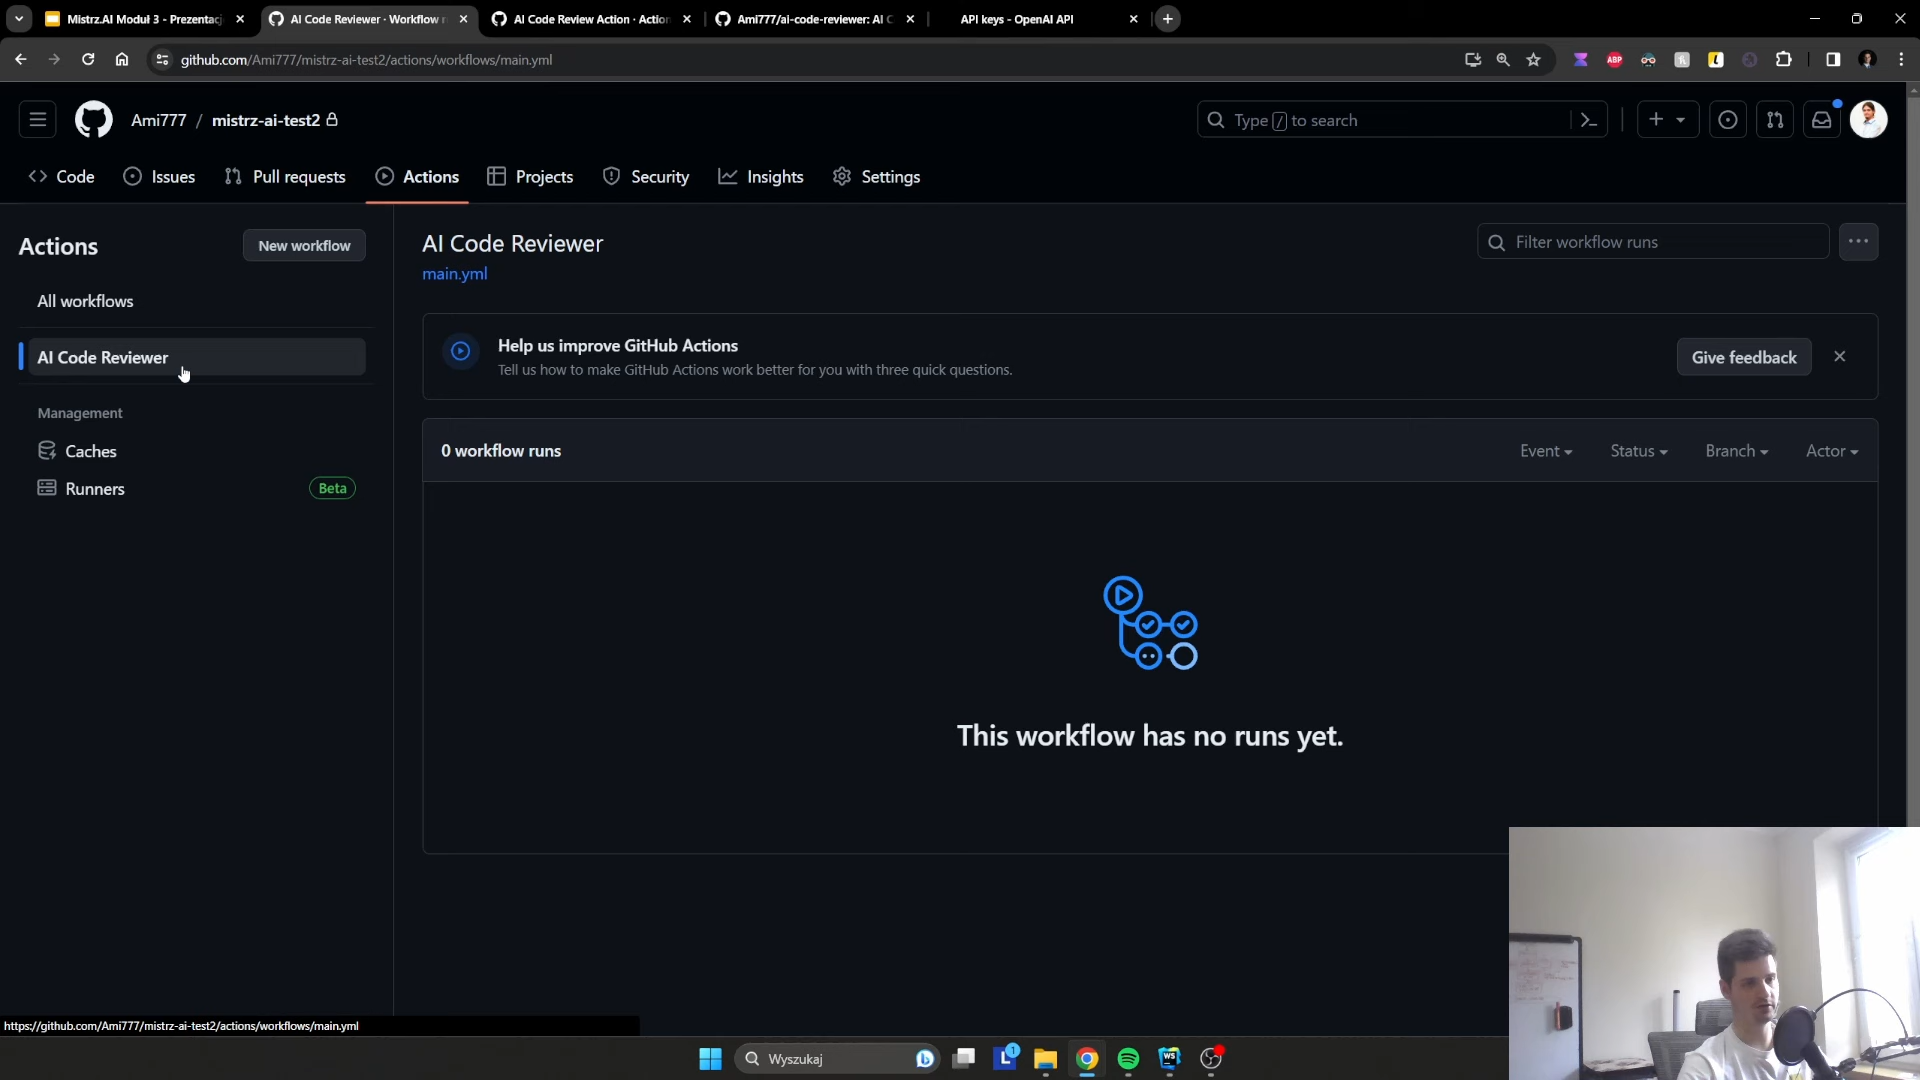 Mistrz.AI Moduł 3 - Prezentacj
AI Code Reviewer · Workflow r
AI Code Review Action · Action
Ami777/ai-code-reviewer: AI C
API keys - OpenAI API
github.com/Ami777/mistrz-ai-test2/actions/workflows/main.yml
ABP
Ami777 / mistrz-ai-test2
Type / to search
Code
Issues
Pull requests
Actions
Projects
Security
Insights
Settings
Actions
New workflow
All workflows
AI Code Reviewer
Management
Caches
Runners
Beta
AI Code Reviewer
main.yml
Filter workflow runs
Help us improve GitHub Actions
Tell us how to make GitHub Actions work better for you with three quick questions.
Give feedback
0 workflow runs
Event
Status
Branch
Actor
This workflow has no runs yet.
https://github.com/Ami777/mistrz-ai-test2/actions/workflows/main.yml
Wyszukaj
L
1
WS